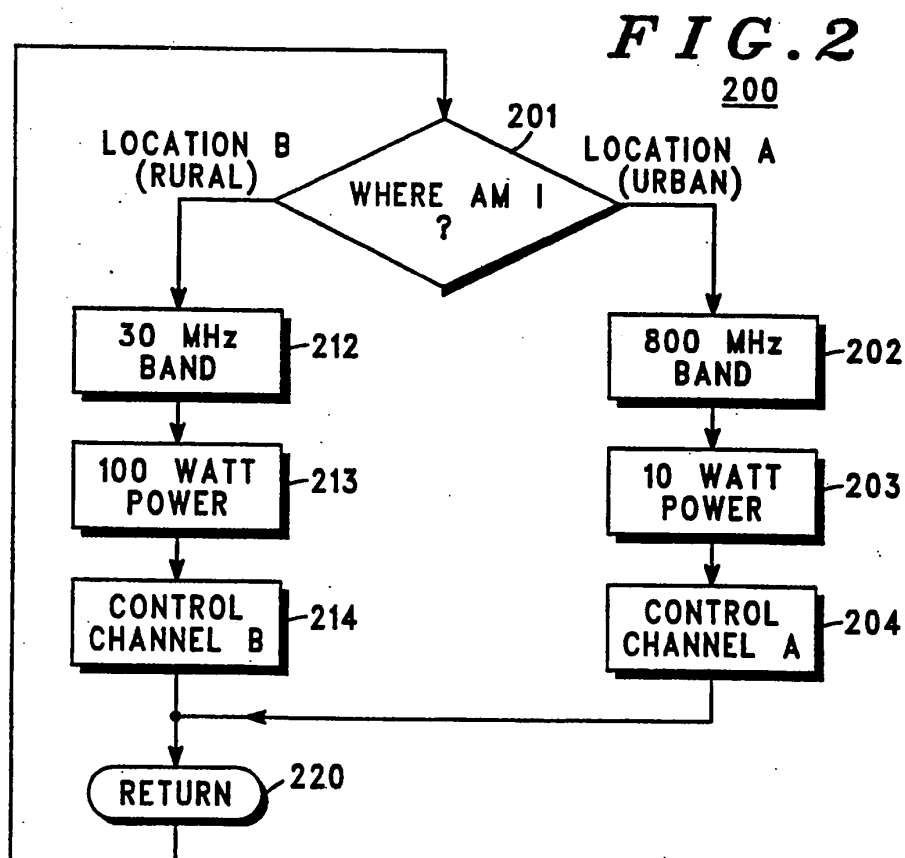 FIG.2
200
201
LOCATION B
(RURAL)
LOCATION A
(URBAN)
WHERE AM I
?
30 MHz
BAND
212
800 MHz
BAND
202
100 WATT
POWER
213
10 WATT
POWER
203
CONTROL
CHANNEL B
214
CONTROL
CHANNEL A
204
RETURN
220